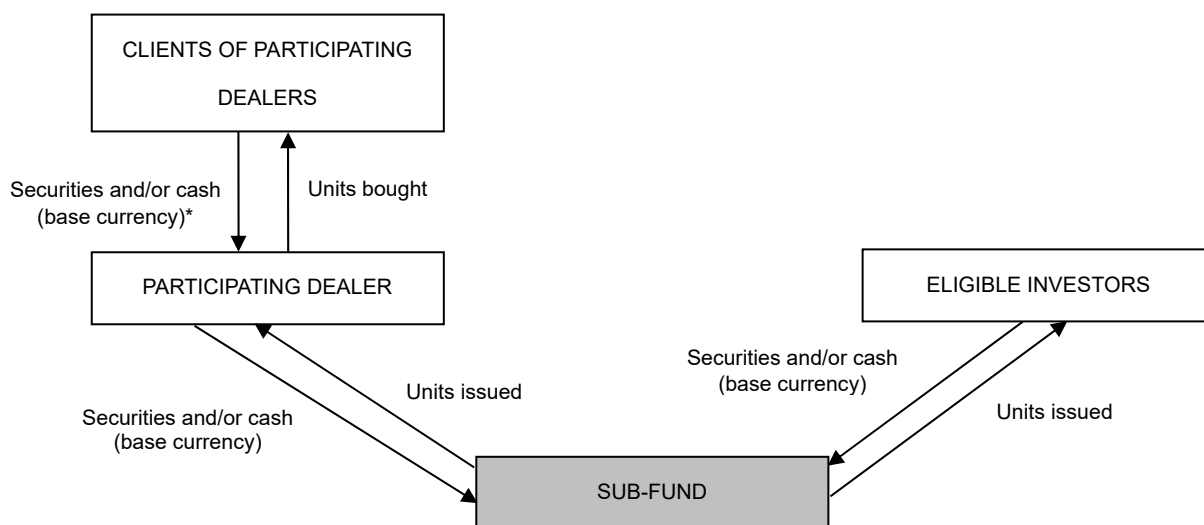 CLIENTS OF PARTICIPATING
DEALERS
Securities and/or cash
(base currency)*
Units bought
PARTICIPATING DEALER
ELIGIBLE INVESTORS
Securities and/or cash
(base currency)
Units issued
Units issued
Securities and/or cash
(base currency)
SUB-FUND